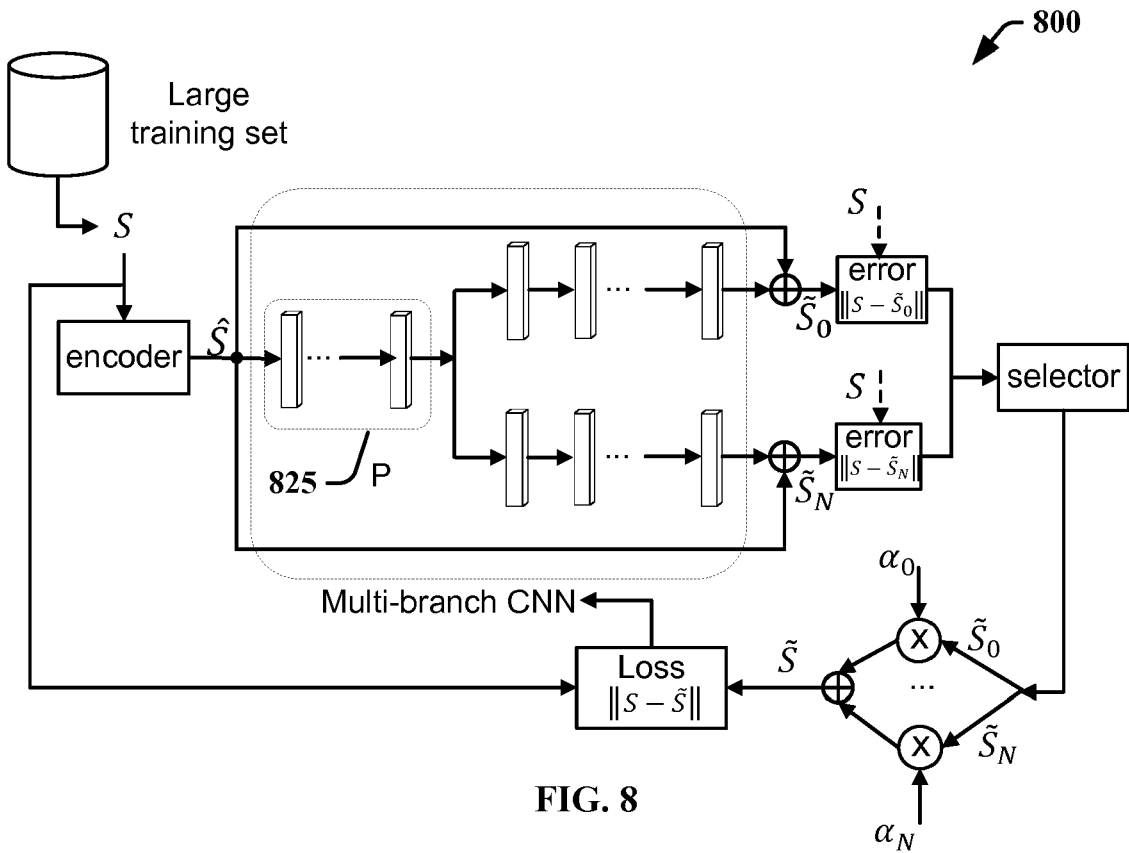 800
Large
training set
S
encoder
Ŝ
...
825
P
...
...
S̃₀
S̃_N
S
error
‖S − S̃₀‖
S
error
‖S − S̃_N‖
selector
Multi-branch CNN
Loss
‖S − S̃‖
S̃
α₀
X
S̃₀
...
X
S̃_N
α_N
FIG. 8